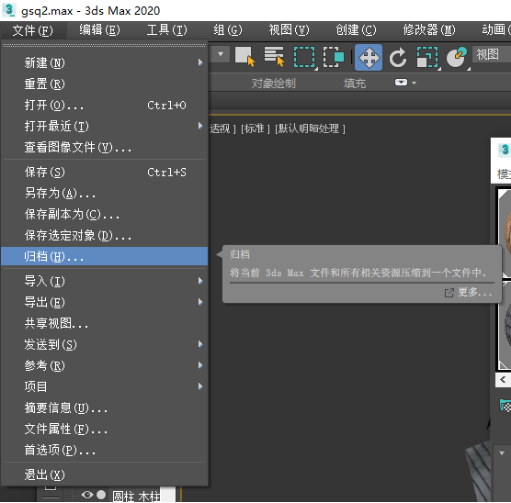 gsq2.max - 3ds Max 2020
文件(F) 编辑(E) 工具(T) 组(G) 视图(V) 创建(C) 修改器(M) 动画
视图
对象绘制 填充
新建(N)
重置(R)
打开(O)... Ctrl+O
打开最近(T)
透视 ] [标准 ] [默认明暗处理 ]
查看图像文件(V)...
保存(S) Ctrl+S
另存为(A)...
保存副本为(C)...
保存选定对象(D)...
归档(H)...
归档
将当前 3ds Max 文件和所有相关资源压缩到一个文件中.
更多...
导入(I)
导出(E)
共享视图...
发送到(S)
参考(R)
项目
摘要信息(U)...
文件属性(F)...
首选项(P)...
退出(X)
圆柱 木柱